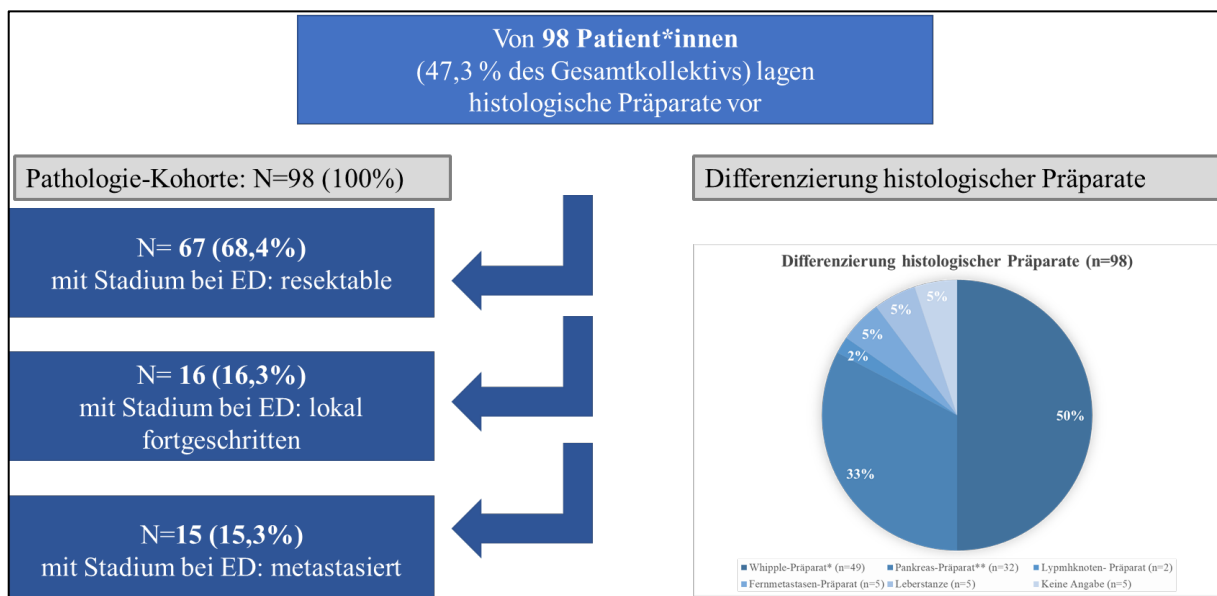 Von 98 Patient*innen
(47,3 % des Gesamtkollektivs) lagen
histologische Präparate vor
Pathologie-Kohorte: N=98 (100%)
N= 67 (68,4%)
mit Stadium bei ED: resektable
N= 16 (16,3%)
mit Stadium bei ED: lokal
fortgeschritten
N=15 (15,3%)
mit Stadium bei ED: metastasiert
Differenzierung histologischer Präparate
Differenzierung histologischer Präparate (n=98)
5%
5%
5%
2%
50%
33%
Whipple-Präparat* (n=49) Pankreas-Präparat** (n=32) Lypmhknoten- Präparat (n=2)
Fernmetastasen-Präparat (n=5) Leberstanze (n=5) Keine Angabe (n=5)